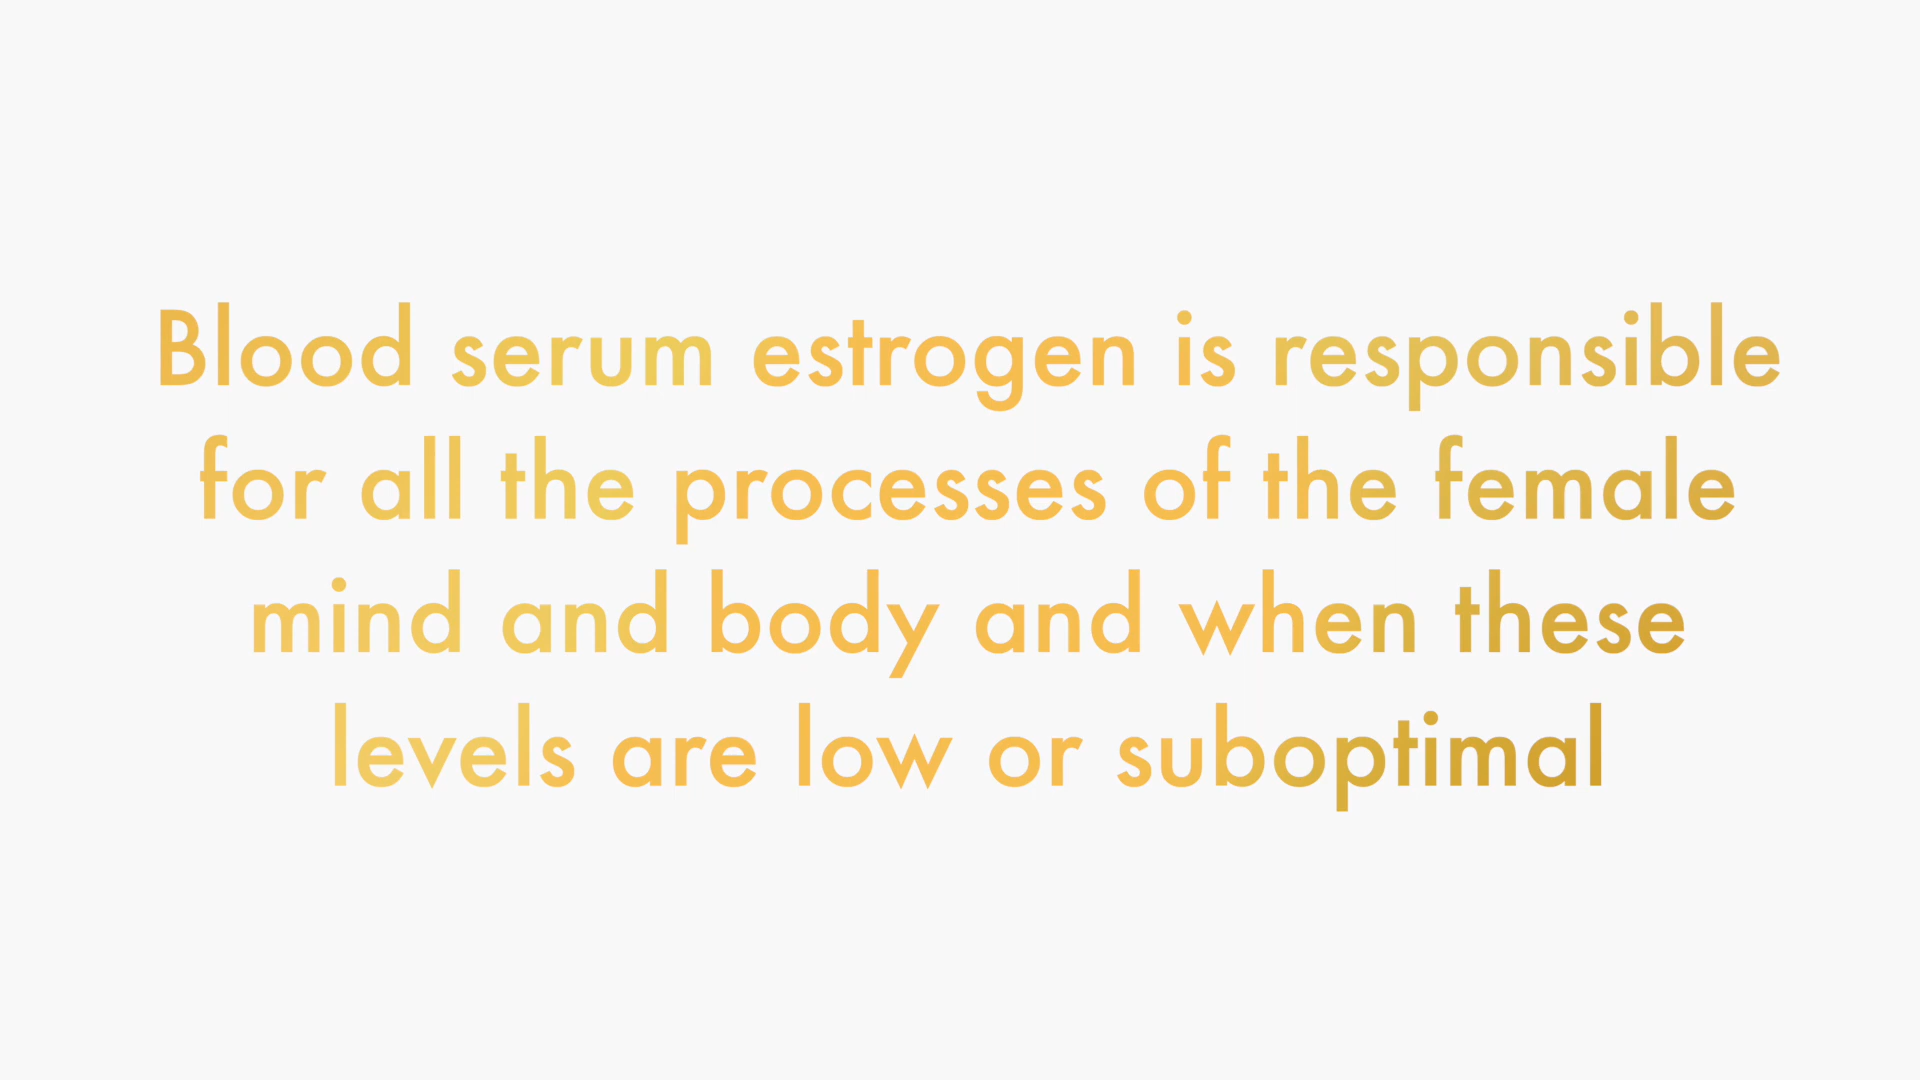 Blood serum estrogen is responsible
for all the processes of the female
mind and body and when these
levels are low or suboptimal